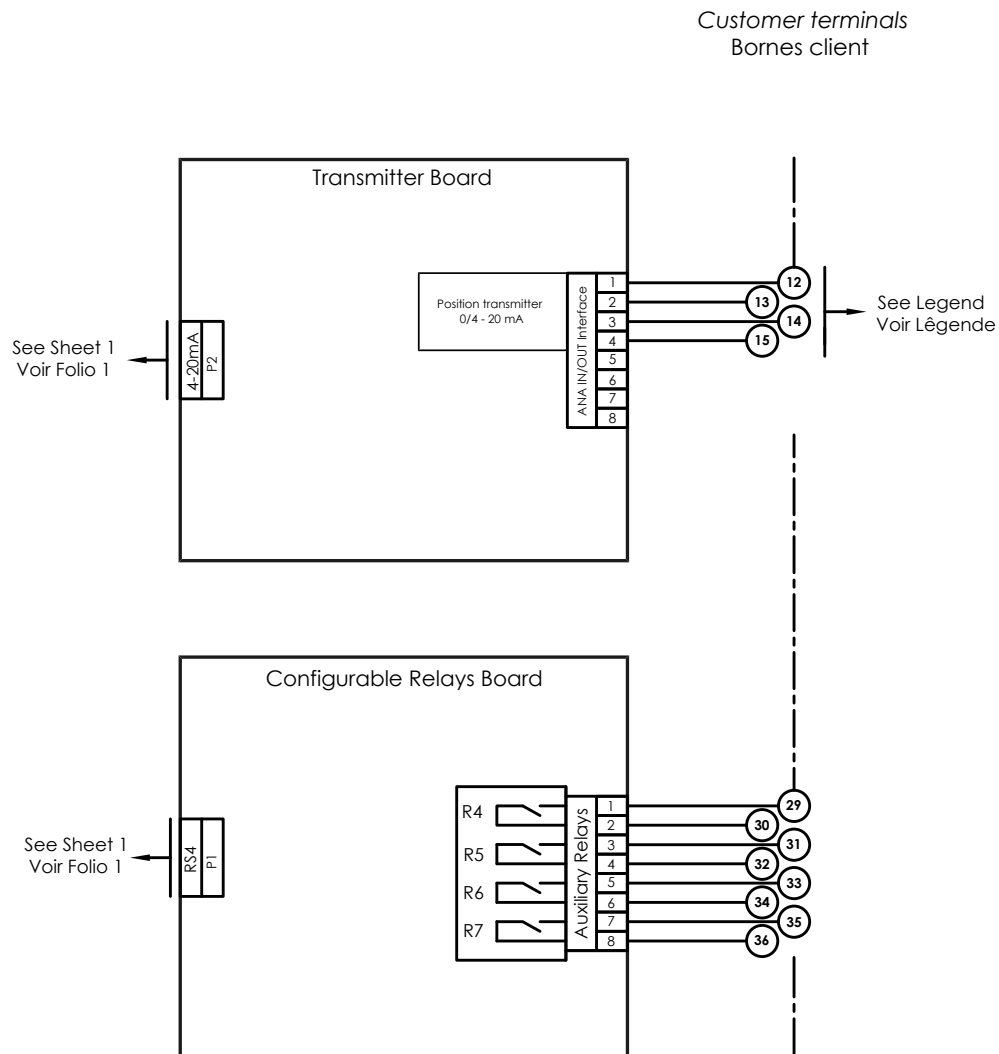 Customer terminals
Bornes client
Transmitter Board
Position transmitter
0/4 - 20 mA
ANA IN/OUT Interface
1
2
3
4
5
6
7
8
12
13
14
15
See Legend
Voir Lêgende
See Sheet 1
Voir Folio 1
4-20mA
P2
Configurable Relays Board
R4
R5
R6
R7
Auxiliary Relays
1
2
3
4
5
6
7
8
29
30
31
32
33
34
35
36
See Sheet 1
Voir Folio 1
RS4
P1